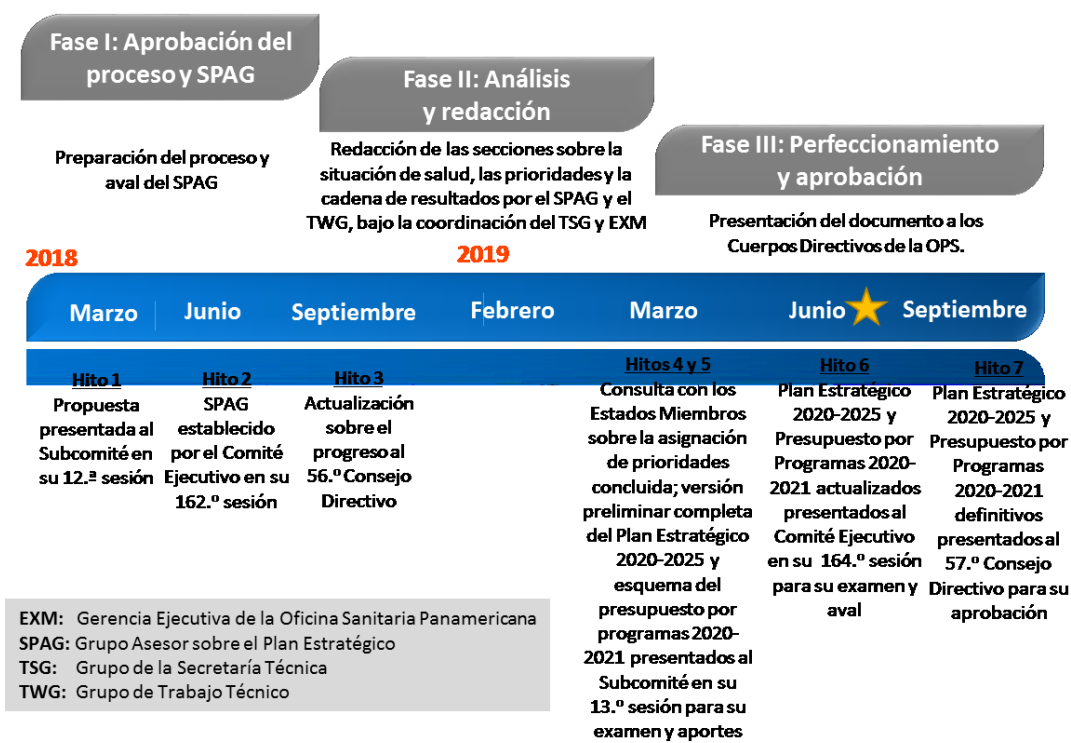 Fase I: Aprobación del
proceso y SPAG
Preparación del proceso y
aval del SPAG
Fase II: Análisis
y redacción
Redacción de las secciones sobre la
situación de salud, las prioridades y la
cadena de resultados por el SPAG y el
TWG, bajo la coordinación del TSG y EXM
Fase III: Perfeccionamiento
y aprobación
Presentación del documento a los
Cuerpos Directivos de la OPS.
2018
2019
Marzo
Junio
Septiembre
Febrero
Marzo
Junio
Septiembre
Hito 1
Propuesta
presentada al
Subcomité en
su 12.ª sesión
Hito 2
SPAG
establecido
por el Comité
Ejecutivo en su
162.º sesión
Hito 3
Actualización
sobre el
progreso al
56.º Consejo
Directivo
Hitos 4 y 5
Consulta con los
Estados Miembros
sobre la asignación
de prioridades
concluida; versión
preliminar completa
del Plan Estratégico
2020-2025 y
esquema del
presupuesto por
programas 2020-
2021 presentados al
Subcomité en su
13.º sesión para su
examen y aportes
Hito 6
Plan Estratégico
2020-2025 y
Presupuesto por
Programas 2020-
2021 actualizados
presentados al
Comité Ejecutivo
en su 164.º sesión
para su examen y
aval
Hito 7
Plan Estratégico
2020-2025 y
Presupuesto por
Programas
2020-2021
definitivos
presentados al
57.º Consejo
Directivo para su
aprobación
EXM: Gerencia Ejecutiva de la Oficina Sanitaria Panamericana
SPAG: Grupo Asesor sobre el Plan Estratégico
TSG: Grupo de la Secretaría Técnica
TWG: Grupo de Trabajo Técnico